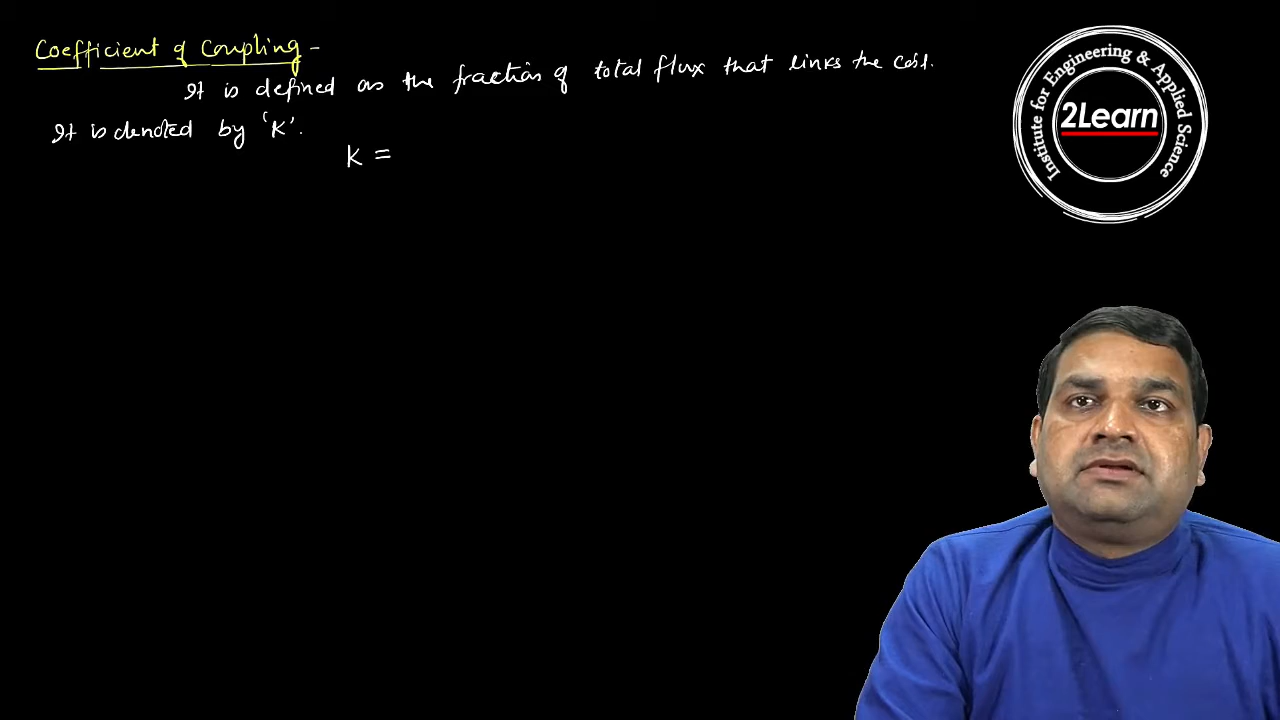 Coefficient of Coupling -
It is defined as the fraction of total flux that links the coil.
It is denoted by 'K'.
K =
Institute for Engineering & Applied Science
2Learn